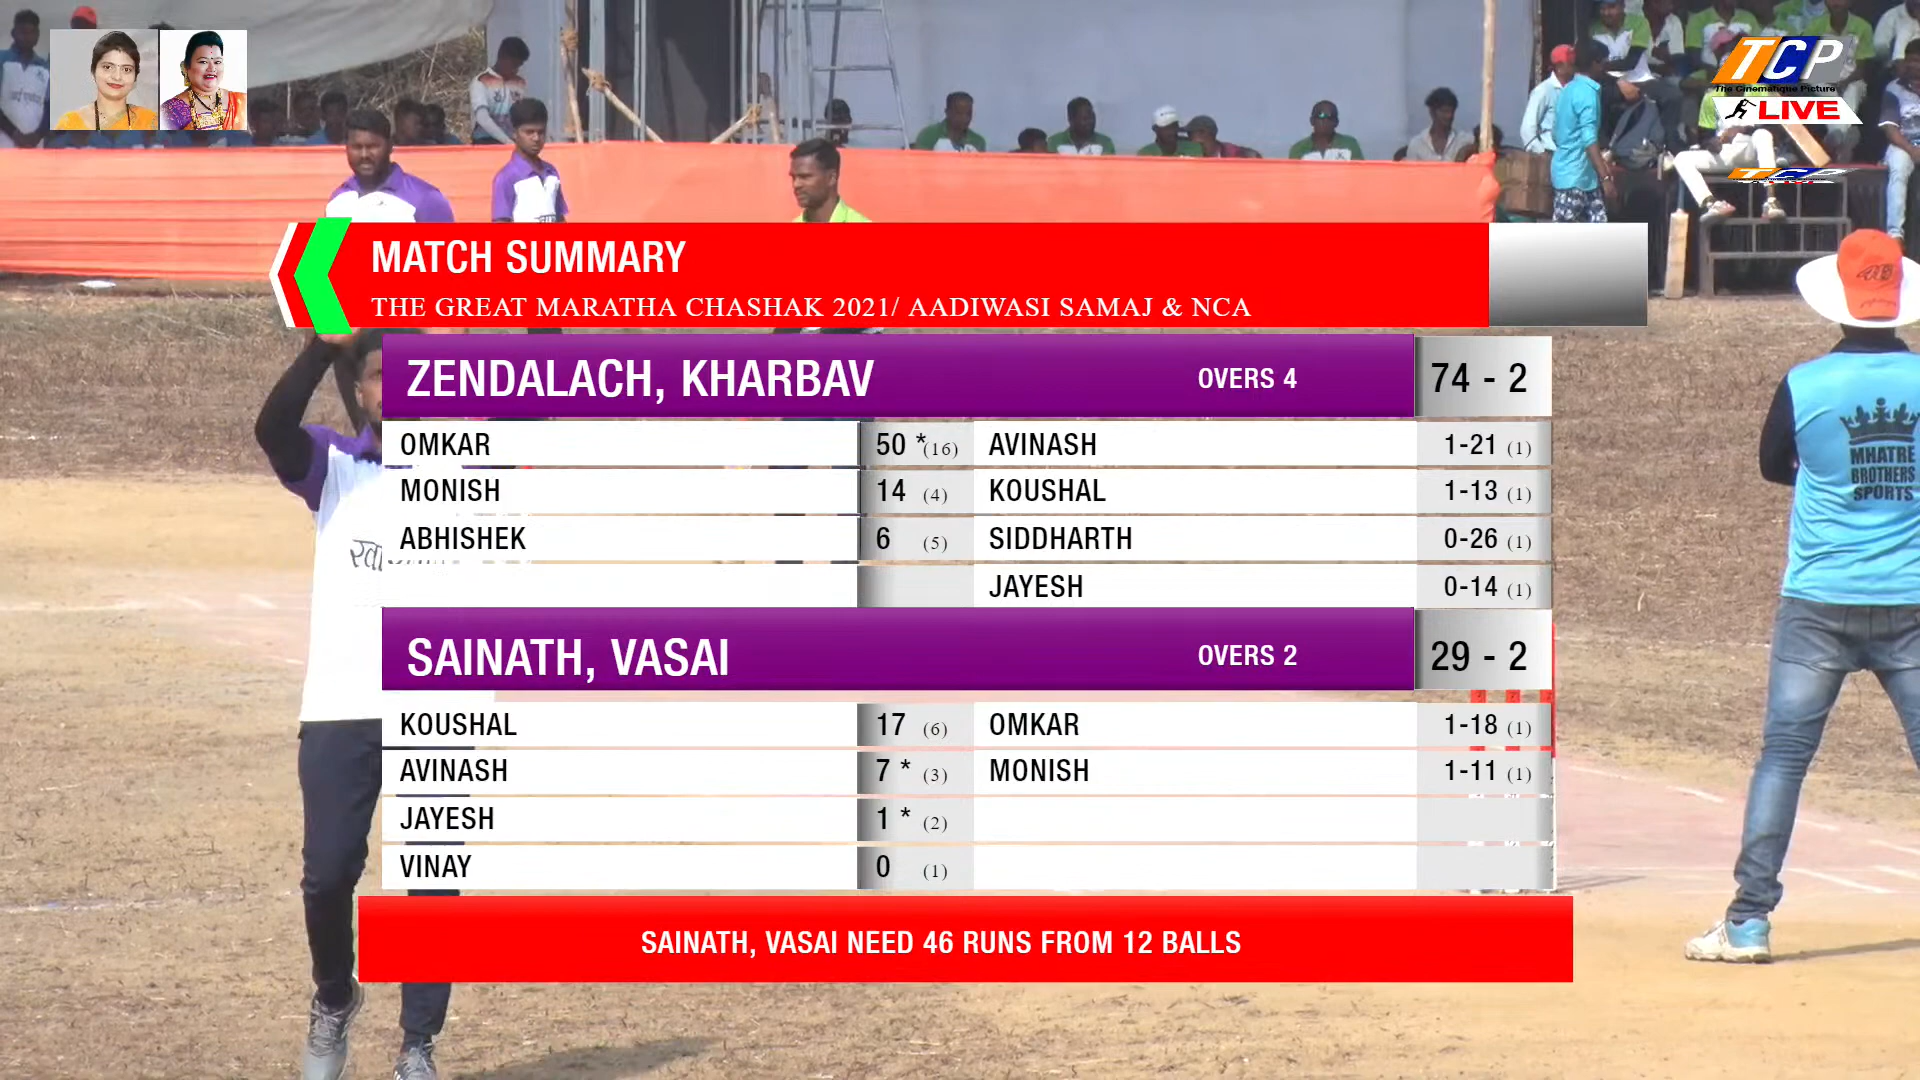 TCP
The Cinematique Picture
LIVE
MATCH SUMMARY
THE GREAT MARATHA CHASHAK 2021/ AADIWASI SAMAJ & NCA
ZENDALACH, KHARBAV OVERS 4 74 - 2
OMKAR 50 * (16) AVINASH 1-21 (1)
MONISH 14 (4) KOUSHAL 1-13 (1)
ABHISHEK 6 (5) SIDDHARTH 0-26 (1)
JAYESH 0-14 (1)
SAINATH, VASAI OVERS 2 29 - 2
KOUSHAL 17 (6) OMKAR 1-18 (1)
AVINASH 7 * (3) MONISH 1-11 (1)
JAYESH 1 * (2)
VINAY 0 (1)
SAINATH, VASAI NEED 46 RUNS FROM 12 BALLS
MHATRE
BROTHERS
SPORTS